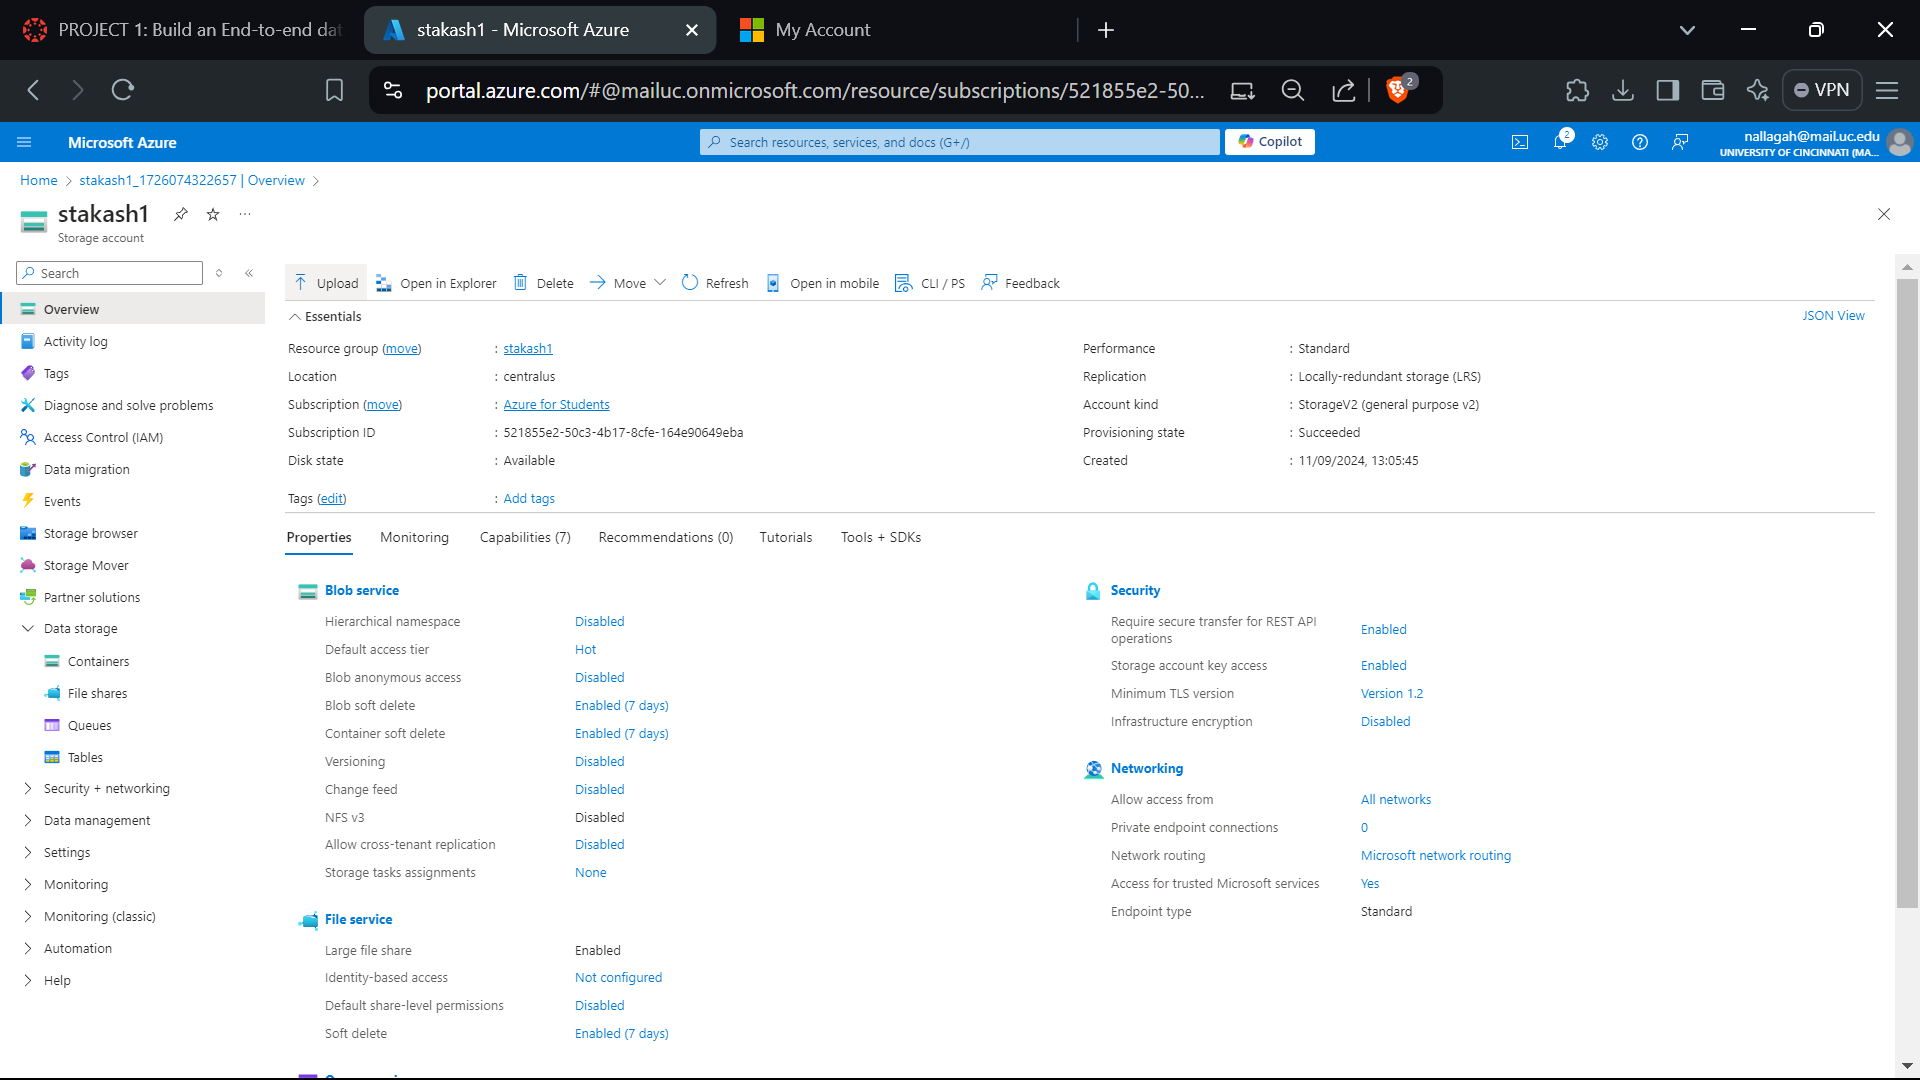 PROJECT 1: Build an End-to-end dat
stakash1 - Microsoft Azure
My Account
portal.azure.com/#@mailuc.onmicrosoft.com/resource/subscriptions/521855e2-50...
2
VPN
Microsoft Azure
Search resources, services, and docs (G+/)
Copilot
2
nallagah@mail.uc.edu
UNIVERSITY OF CINCINNATI (MA...
Home > stakash1_1726074322657 | Overview >
stakash1
Storage account
Search
Overview
Activity log
Tags
Diagnose and solve problems
Access Control (IAM)
Data migration
Events
Storage browser
Storage Mover
Partner solutions
Data storage
Containers
File shares
Queues
Tables
Security + networking
Data management
Settings
Monitoring
Monitoring (classic)
Automation
Help
Upload
Open in Explorer
Delete
Move
Refresh
Open in mobile
CLI / PS
Feedback
Essentials
JSON View
Resource group (move) : stakash1
Location : centralus
Subscription (move) : Azure for Students
Subscription ID : 521855e2-50c3-4b17-8cfe-164e90649eba
Disk state : Available
Tags (edit) : Add tags
Performance : Standard
Replication : Locally-redundant storage (LRS)
Account kind : StorageV2 (general purpose v2)
Provisioning state : Succeeded
Created : 11/09/2024, 13:05:45
Properties
Monitoring
Capabilities (7)
Recommendations (0)
Tutorials
Tools + SDKs
Blob service
Hierarchical namespace Disabled
Default access tier Hot
Blob anonymous access Disabled
Blob soft delete Enabled (7 days)
Container soft delete Enabled (7 days)
Versioning Disabled
Change feed Disabled
NFS v3 Disabled
Allow cross-tenant replication Disabled
Storage tasks assignments None
File service
Large file share Enabled
Identity-based access Not configured
Default share-level permissions Disabled
Soft delete Enabled (7 days)
Security
Require secure transfer for REST API
operations Enabled
Storage account key access Enabled
Minimum TLS version Version 1.2
Infrastructure encryption Disabled
Networking
Allow access from All networks
Private endpoint connections 0
Network routing Microsoft network routing
Access for trusted Microsoft services Yes
Endpoint type Standard